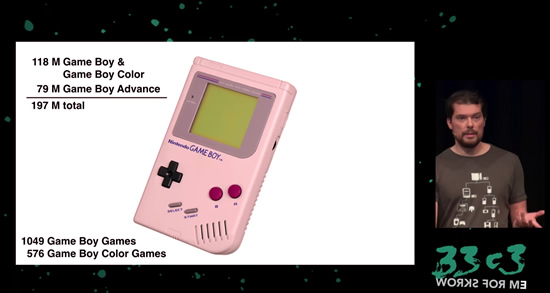 118 M Game Boy &
Game Boy Color
79 M Game Boy Advance
197 M total
Nintendo GAME BOY™
B A
SELECT START
1049 Game Boy Games
576 Game Boy Color Games
33c3
WORKS FOR ME